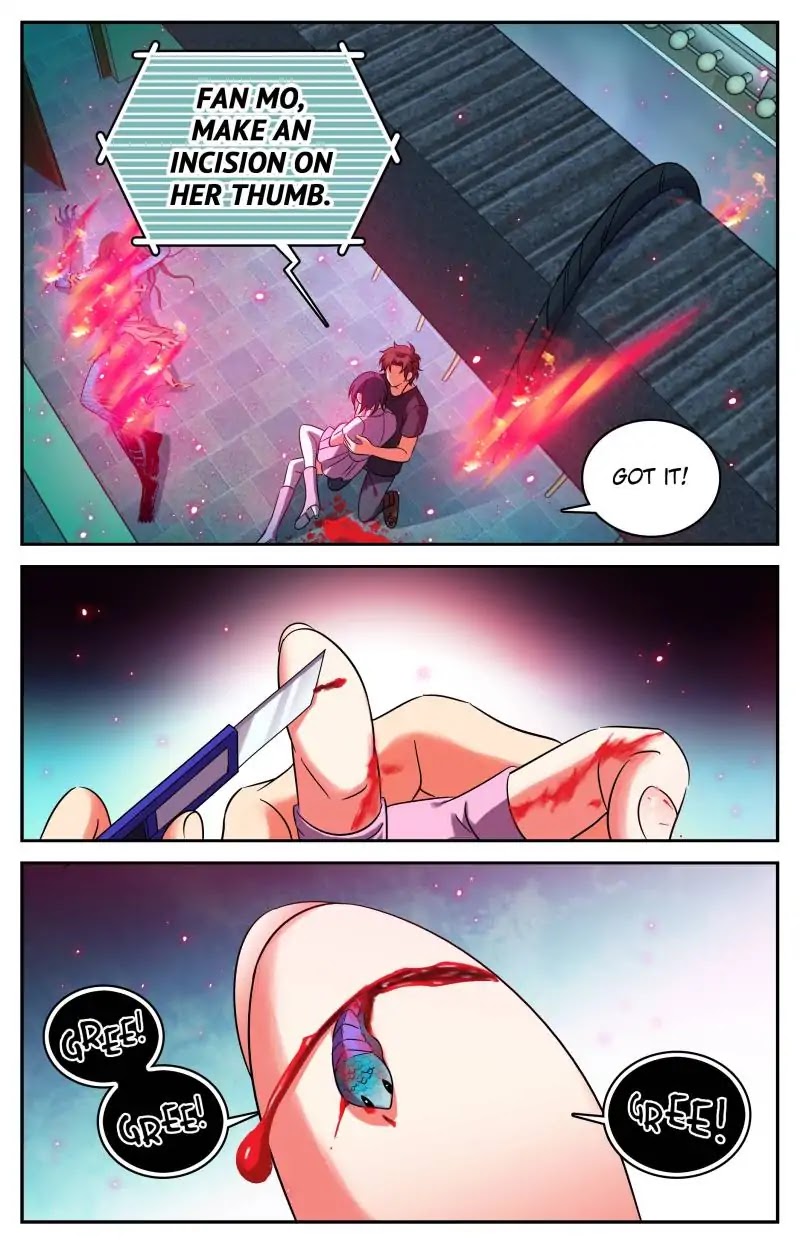 FAN MO,
MAKE AN
INCISION ON
HER THUMB.
GOT IT!
GREE!
GREE!
GREE!